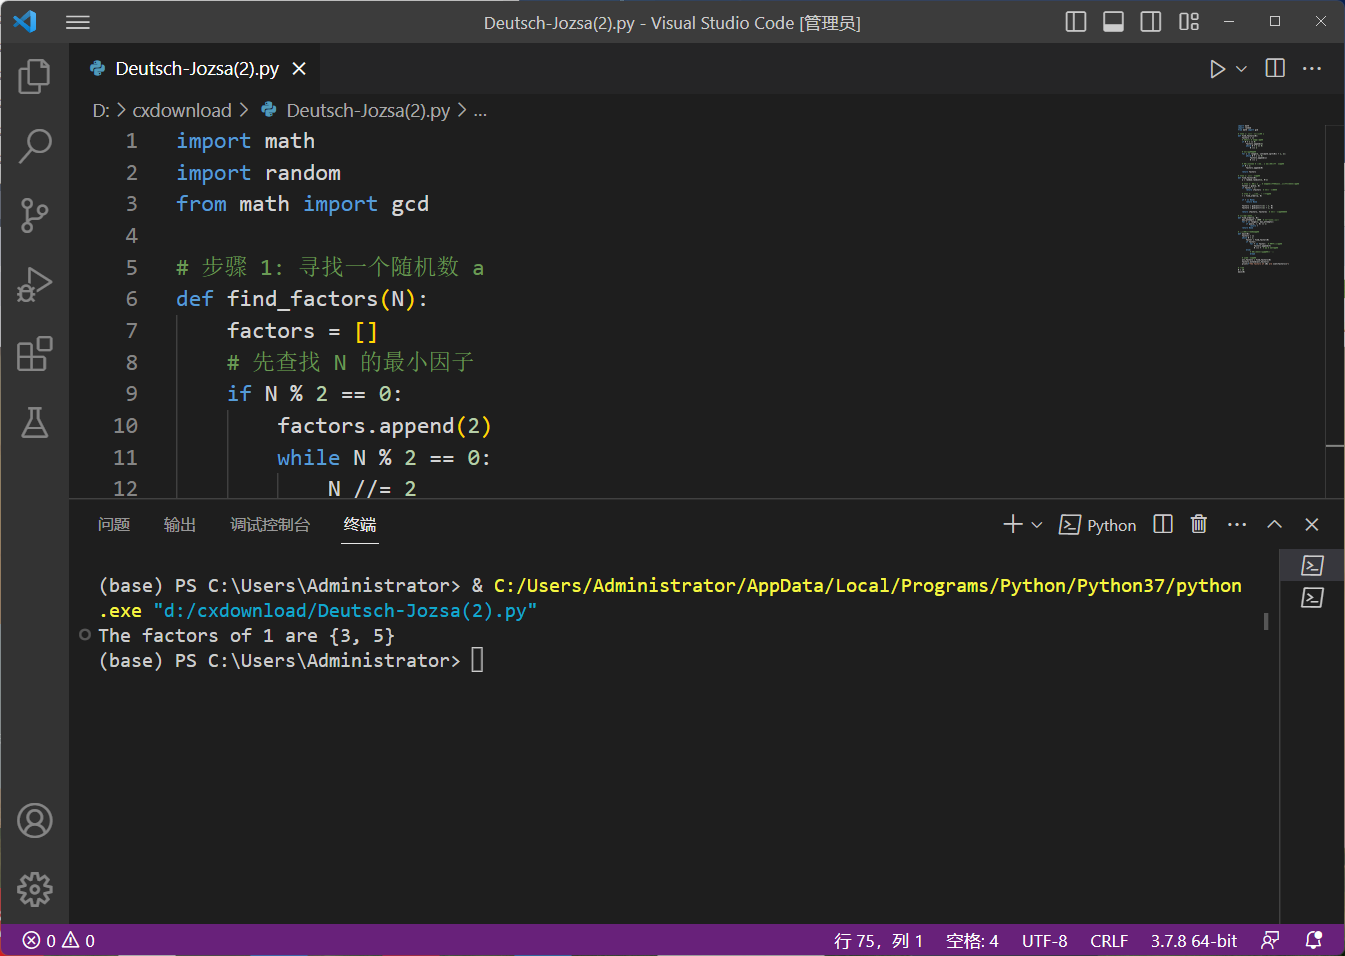 Deutsch-Jozsa(2).py - Visual Studio Code [管理员]
Deutsch-Jozsa(2).py
D: > cxdownload > Deutsch-Jozsa(2).py > ...
1 import math
2 import random
3 from math import gcd
4
5 # 步骤 1: 寻找一个随机数 a
6 def find_factors(N):
7 factors = []
8 # 先查找 N 的最小因子
9 if N % 2 == 0:
10 factors.append(2)
11 while N % 2 == 0:
12 N //= 2
问题 输出 调试控制台 终端 Python
(base) PS C:\Users\Administrator> & C:/Users/Administrator/AppData/Local/Programs/Python/Python37/python
.exe "d:/cxdownload/Deutsch-Jozsa(2).py"
The factors of 1 are {3, 5}
(base) PS C:\Users\Administrator>
0 0 行 75，列 1 空格: 4 UTF-8 CRLF 3.7.8 64-bit